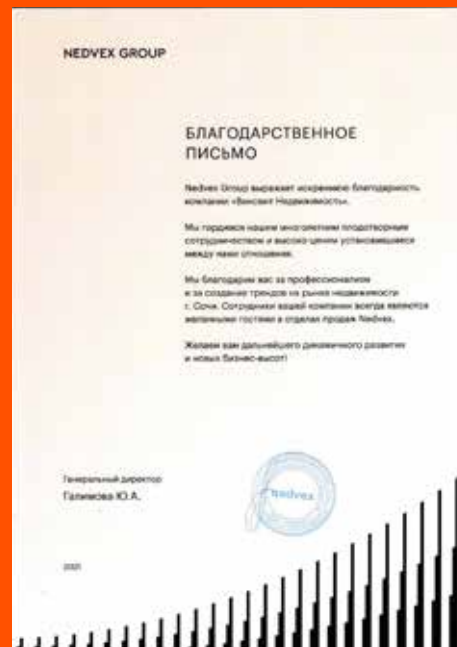 NEDVEX GROUP
БЛАГОДАРСТВЕННОЕ
ПИСЬМО
Nedvex Group выражает искреннюю благодарность
компании «Винсент Недвижимость».
Мы гордимся нашим многолетним плодотворным
сотрудничеством и высоко ценим установившиеся
между нами отношения.
Мы благодарим вас за профессионализм
и за создание трендов на рынке недвижимости
г. Сочи. Сотрудники вашей компании всегда являются
желанными гостями в отделах продаж Nedvex.
Желаем вам дальнейшего динамичного развития
и новых бизнес-высот!
Генеральный директор
Галимова Ю.А.
nedvex
2021